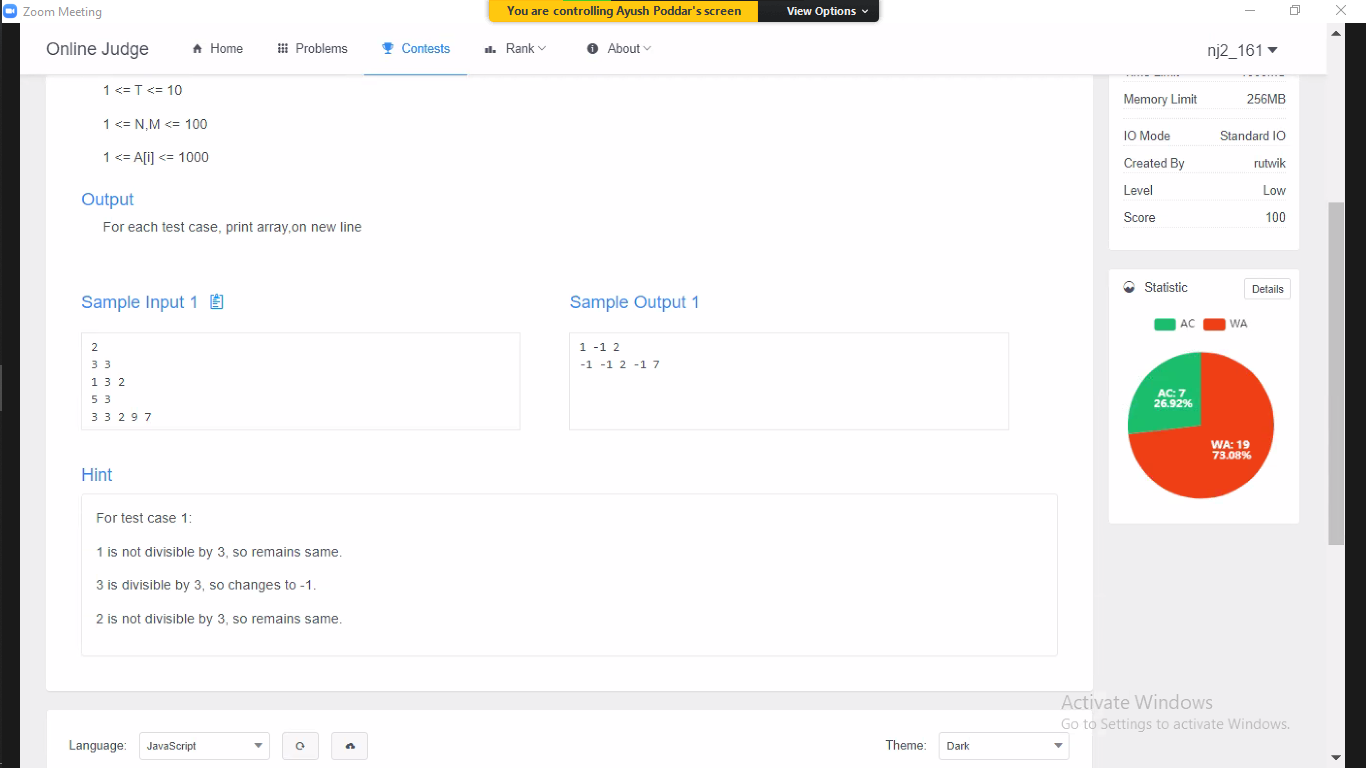 Zoom Meeting
You are controlling Ayush Poddar's screen
View Options
Online Judge
Home
Problems
Contests
Rank
About
nj2_161
1 <= T <= 10
1 <= N,M <= 100
1 <= A[i] <= 1000
Output
For each test case, print array,on new line
Sample Input 1
2
3 3
1 3 2
5 3
3 3 2 9 7
Sample Output 1
1 -1 2
-1 -1 2 -1 7
Hint
For test case 1:
1 is not divisible by 3, so remains same.
3 is divisible by 3, so changes to -1.
2 is not divisible by 3, so remains same.
Memory Limit 256MB
IO Mode Standard IO
Created By rutwik
Level Low
Score 100
Statistic
Details
AC WA
AC: 7
26.92%
WA: 19
73.08%
Activate Windows
Go to Settings to activate Windows.
Language: JavaScript
Theme: Dark